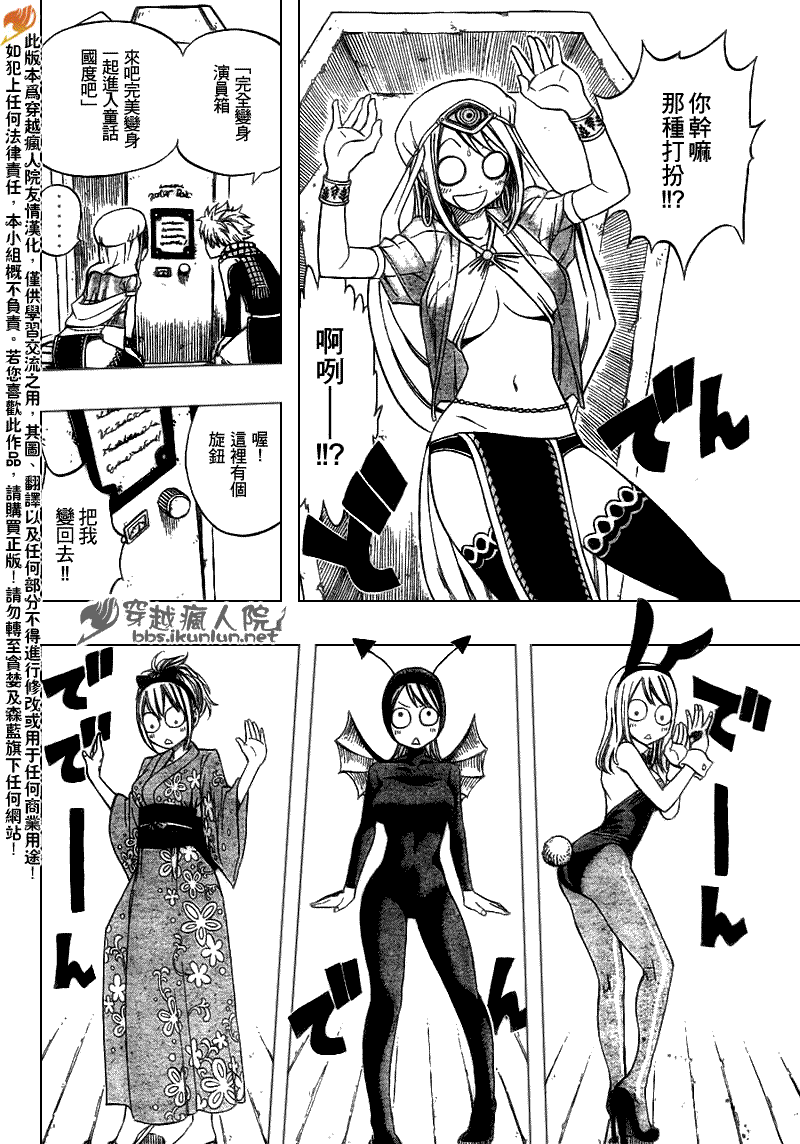 你幹嘛
那種打扮!!?
啊咧——!!?
でーん
「完全變身
演員箱
來吧完美變身
一起進入童話
國度吧」
······
喔!
這裡有個
旋鈕
把我
變回去!!
穿越瘋人院
bbs.ikunlun.net
でーん
でーん
でーん
此版本爲穿越瘋人院友情漢化，僅供學習交流之用，其圖、翻譯以及任何部分不得進行修改或用于任何商業用途！
如犯上任何法律責任，本小組概不負責。若您喜歡此作品，請購買正版！請勿轉至貪婪及森藍旗下任何網站！